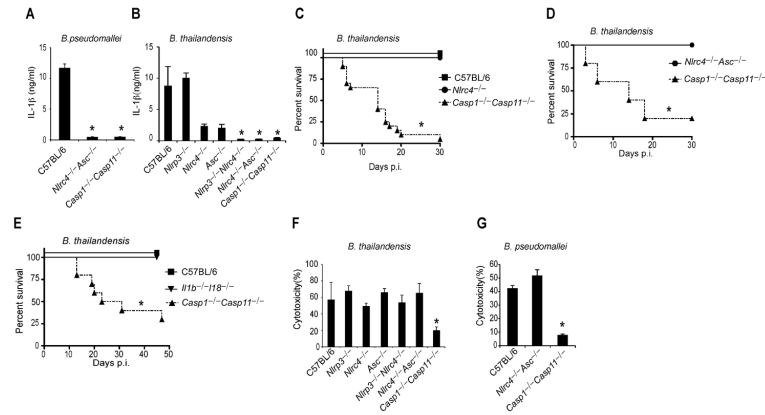 A
B. pseudomallei
IL-1β (ng/ml)
15
10
5
0
C57BL/6
Nlrc4–/–Asc–/–
Casp1–/–Casp11–/–
*
*
B
B. thailandensis
IL-1β(ng/ml)
15
10
5
0
C57BL/6
Nlrp3–/–
Nlrc4–/–
Asc–/–
Nlrp3–/–Nlrc4–/–
Nlrc4–/–Asc–/–
Casp1–/–Casp11–/–
*
*
*
C
B. thailandensis
Percent survival
100
75
50
25
0
0
10
20
30
Days p.i.
*
C57BL/6
Nlrc4–/–
Casp1–/–Casp11–/–
D
B. thailandensis
Percent survival
100
75
50
25
0
0
10
20
30
Days p.i.
*
Nlrc4–/–Asc–/–
Casp1–/–Casp11–/–
E
B. thailandensis
Percent survival
100
75
50
25
0
0
10
20
30
40
50
Days p.i.
*
C57BL/6
Il1b–/–Il18–/–
Casp1–/–Casp11–/–
F
B. thailandensis
Cytotoxicity(%)
100
80
60
40
20
0
C57BL/6
Nlrp3–/–
Nlrc4–/–
Asc–/–
Nlrp3–/–Nlrc4–/–
Nlrc4–/–Asc–/–
Casp1–/–Casp11–/–
*
G
B. pseudomallei
Cytotoxicity(%)
80
60
50
40
30
20
10
0
C57BL/6
Nlrc4–/–Asc–/–
Casp1–/–Casp11–/–
*